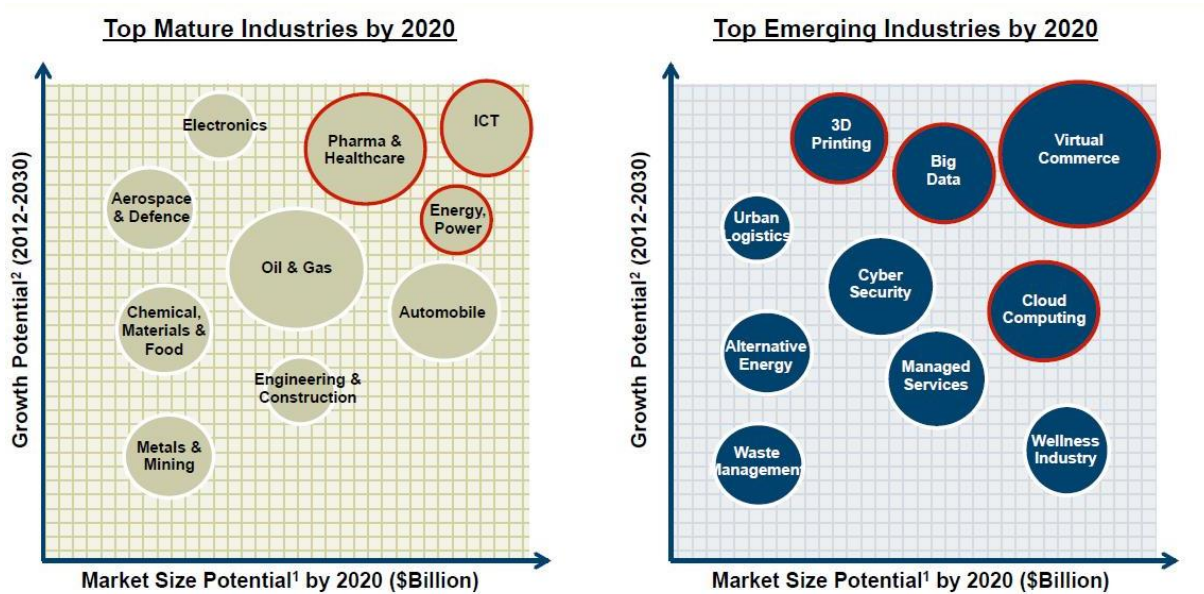 Top Mature Industries by 2020
Growth Potential² (2012-2030)
Electronics
Pharma &
Healthcare
ICT
Aerospace
& Defence
Energy,
Power
Oil & Gas
Chemical,
Materials &
Food
Automobile
Engineering &
Construction
Metals &
Mining
Market Size Potential¹ by 2020 ($Billion)
Top Emerging Industries by 2020
Growth Potential² (2012-2030)
3D
Printing
Big
Data
Virtual
Commerce
Urban
Logistics
Cyber
Security
Cloud
Computing
Alternative
Energy
Managed
Services
Waste
Management
Wellness
Industry
Market Size Potential¹ by 2020 ($Billion)